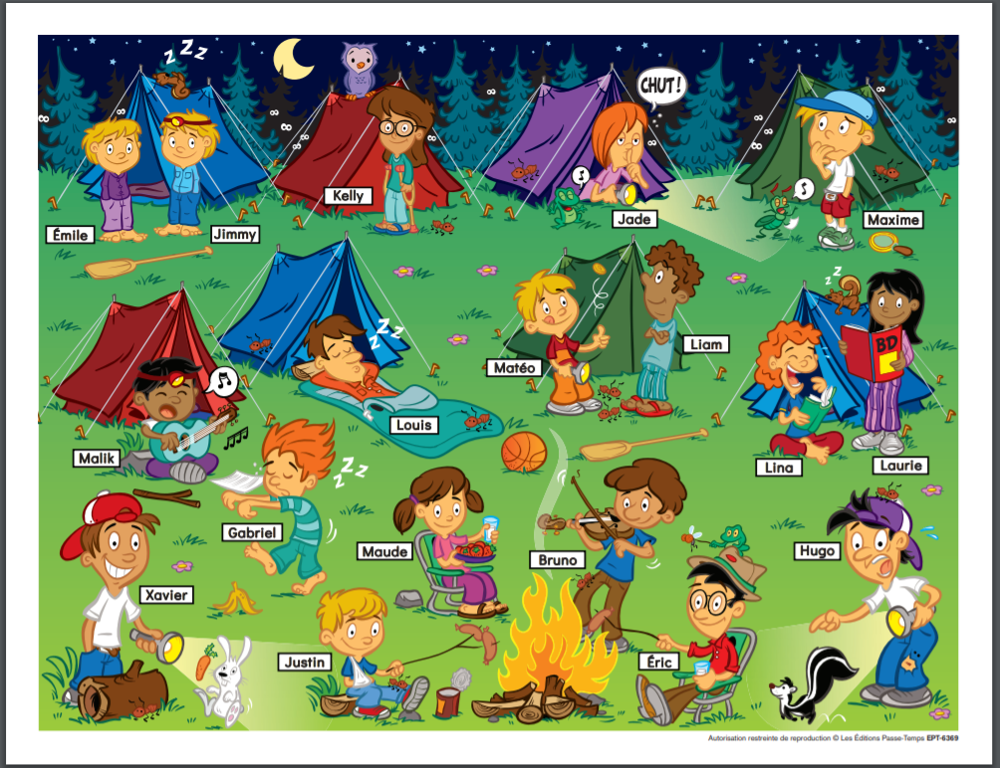 z z z
CHUT!
Kelly
Émile
Jimmy
Jade
Maxime
z z
BD
z z z
Matéo
Liam
Louis
Malik
Lina
Laurie
z z z
Gabriel
Maude
Bruno
Hugo
Xavier
Justin
Éric
Autorisation restreinte de reproduction © Les Éditions Passe-Temps EPT-6369